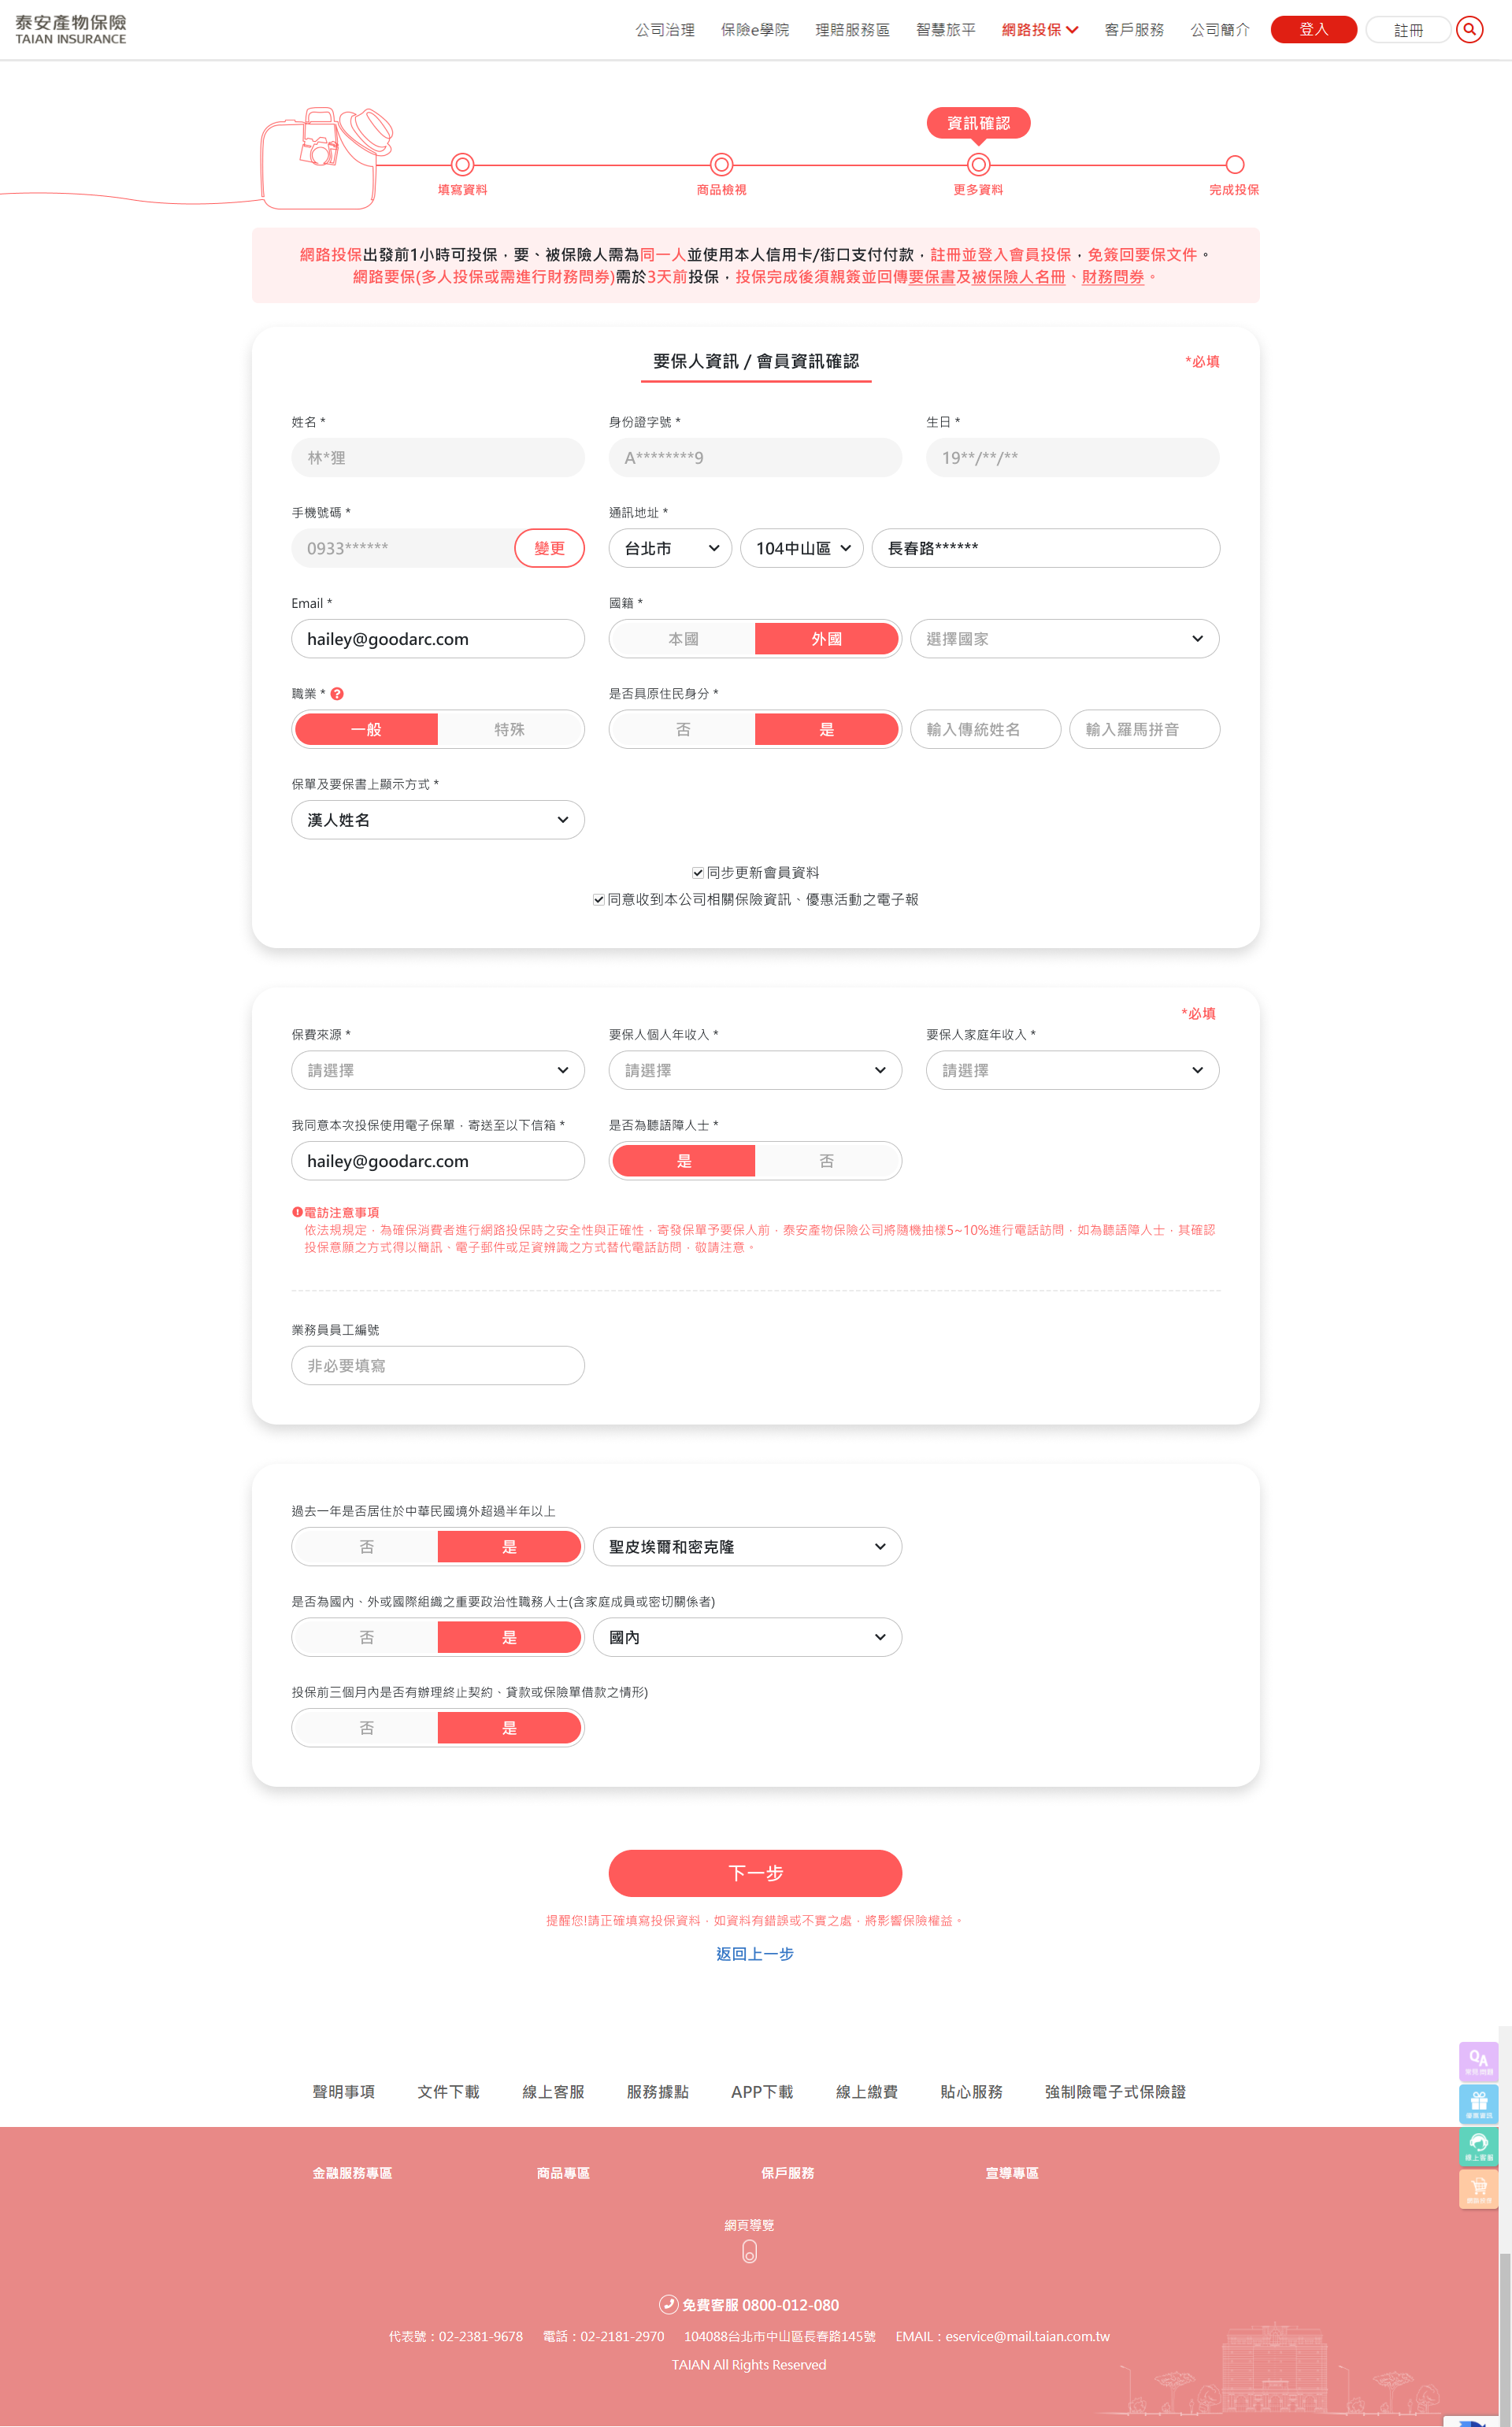 泰安產物保險
TAIAN INSURANCE
公司治理 保險e學院 理賠服務區 智慧旅平 網路投保 客戶服務 公司簡介 登入 註冊
資訊確認
填寫資料 商品檢視 更多資料 完成投保
網路投保出發前1小時可投保，要、被保險人需為同一人並使用本人信用卡/街口支付付款，註冊並登入會員投保，免簽回要保文件。
網路要保(多人投保或需進行財務問券)需於3天前投保，投保完成後須親簽並回傳要保書及被保險人名冊、財務問券。
要保人資訊 / 會員資訊確認
*必填
姓名 * 身份證字號 * 生日 *
林*狸 A********9 19**/**/**
手機號碼 * 通訊地址 *
0933****** 變更 台北市 104中山區 長春路******
Email * 國籍 *
hailey@goodarc.com 本國 外國 選擇國家
職業 * 是否具原住民身分 *
一般 特殊 否 是 輸入傳統姓名 輸入羅馬拼音
保單及要保書上顯示方式 *
漢人姓名
同步更新會員資料
同意收到本公司相關保險資訊、優惠活動之電子報
*必填
保費來源 * 要保人個人年收入 * 要保人家庭年收入 *
請選擇 請選擇 請選擇
我同意本次投保使用電子保單，寄送至以下信箱 * 是否為聽語障人士 *
hailey@goodarc.com 是 否
電訪注意事項
依法規規定，為確保消費者進行網路投保時之安全性與正確性，寄發保單予要保人前，泰安產物保險公司將隨機抽樣5~10%進行電話訪問，如為聽語障人士，其確認
投保意願之方式得以簡訊、電子郵件或足資辨識之方式替代電話訪問，敬請注意。
業務員員工編號
非必要填寫
過去一年是否居住於中華民國境外超過半年以上
否 是 聖皮埃爾和密克隆
是否為國內、外或國際組織之重要政治性職務人士(含家庭成員或密切關係者)
否 是 國內
投保前三個月內是否有辦理終止契約、貸款或保險單借款之情形)
否 是
下一步
提醒您!請正確填寫投保資料，如資料有錯誤或不實之處，將影響保險權益。
返回上一步
QA
聲明事項 文件下載 線上客服 服務據點 APP下載 線上繳費 貼心服務 強制險電子式保險證
線上客服
金融服務專區 商品專區 保戶服務 宣導專區
網頁導覽
免費客服 0800-012-080
代表號：02-2381-9678 電話：02-2181-2970 104088台北市中山區長春路145號 EMAIL：eservice@mail.taian.com.tw
TAIAN All Rights Reserved